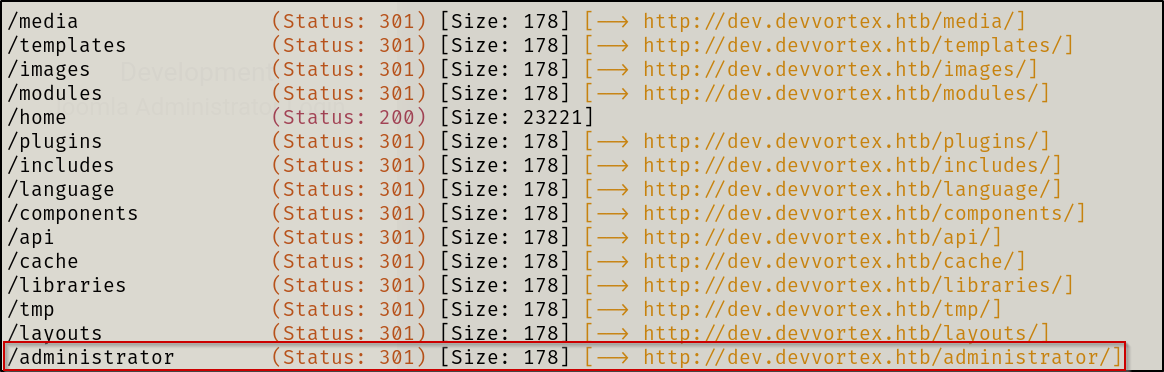 /media (Status: 301) [Size: 178] [--> http://dev.devvortex.htb/media/]
/templates (Status: 301) [Size: 178] [--> http://dev.devvortex.htb/templates/]
/images (Status: 301) [Size: 178] [--> http://dev.devvortex.htb/images/]
/modules (Status: 301) [Size: 178] [--> http://dev.devvortex.htb/modules/]
/home (Status: 200) [Size: 23221]
/plugins (Status: 301) [Size: 178] [--> http://dev.devvortex.htb/plugins/]
/includes (Status: 301) [Size: 178] [--> http://dev.devvortex.htb/includes/]
/language (Status: 301) [Size: 178] [--> http://dev.devvortex.htb/language/]
/components (Status: 301) [Size: 178] [--> http://dev.devvortex.htb/components/]
/api (Status: 301) [Size: 178] [--> http://dev.devvortex.htb/api/]
/cache (Status: 301) [Size: 178] [--> http://dev.devvortex.htb/cache/]
/libraries (Status: 301) [Size: 178] [--> http://dev.devvortex.htb/libraries/]
/tmp (Status: 301) [Size: 178] [--> http://dev.devvortex.htb/tmp/]
/layouts (Status: 301) [Size: 178] [--> http://dev.devvortex.htb/layouts/]
/administrator (Status: 301) [Size: 178] [--> http://dev.devvortex.htb/administrator/]